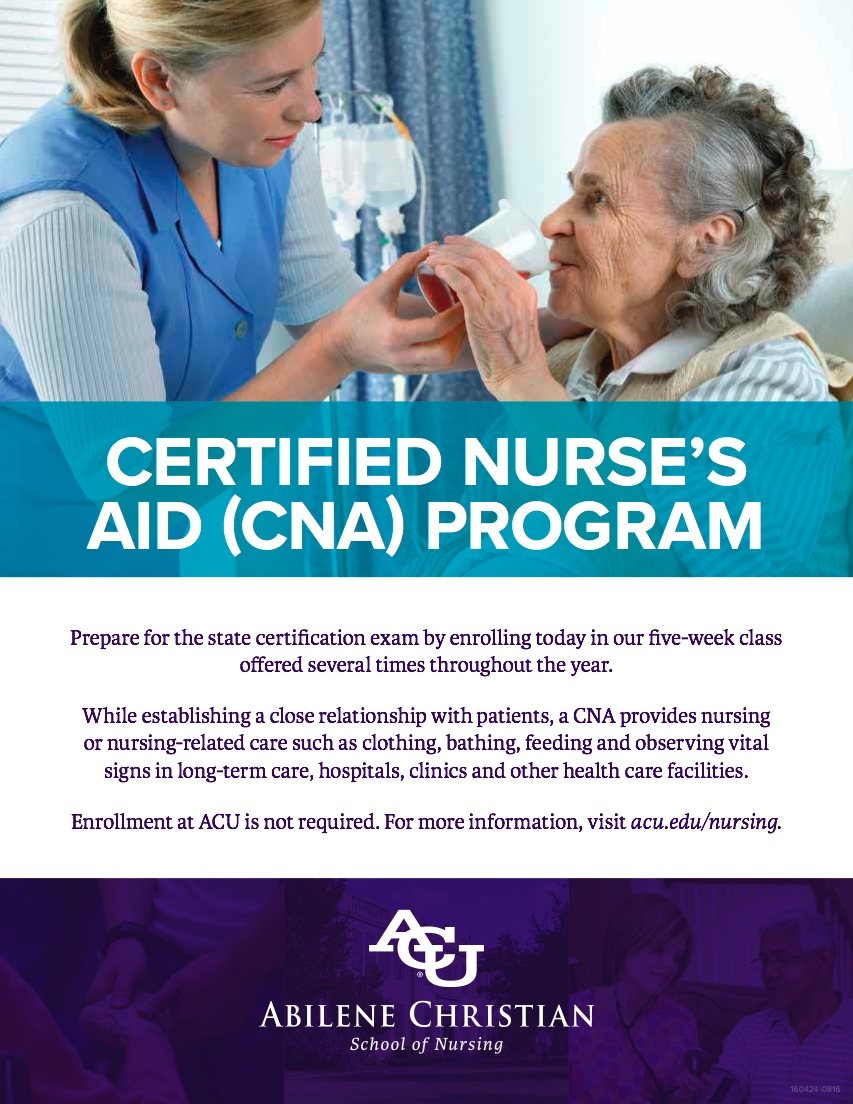 CERTIFIED NURSE’S
AID (CNA) PROGRAM
Prepare for the state certification exam by enrolling today in our five-week class
offered several times throughout the year.
While establishing a close relationship with patients, a CNA provides nursing
or nursing-related care such as clothing, bathing, feeding and observing vital
signs in long-term care, hospitals, clinics and other health care facilities.
Enrollment at ACU is not required. For more information, visit acu.edu/nursing.
ACU®
ABILENE CHRISTIAN
School of Nursing
160424-0816